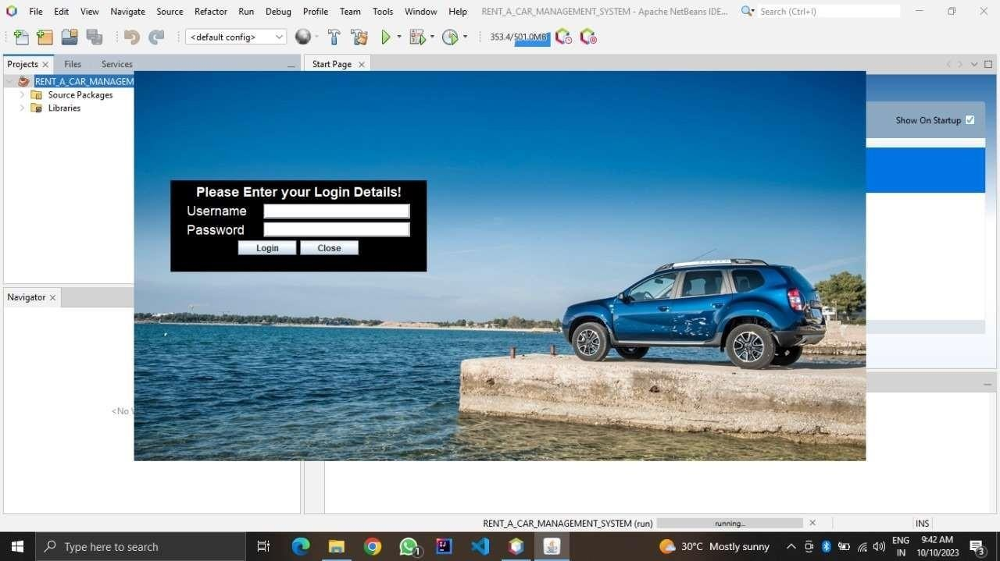 File Edit View Navigate Source Refactor Run Debug Profile Team Tools Window Help RENT_A_CAR_MANAGEMENT_SYSTEM - Apache NetBeans IDE... Search (Ctrl+I)
<default config> 353.4/501.0MB
Projects Files Services Start Page
RENT_A_CAR_MANAGEM
Source Packages
Libraries
Show On Startup
Please Enter your Login Details!
Username
Password
Login Close
Navigator
<No
RENT_A_CAR_MANAGEMENT_SYSTEM (run) running... INS
Type here to search 1 30°C Mostly sunny ENG IN 9:42 AM 10/10/2023 3